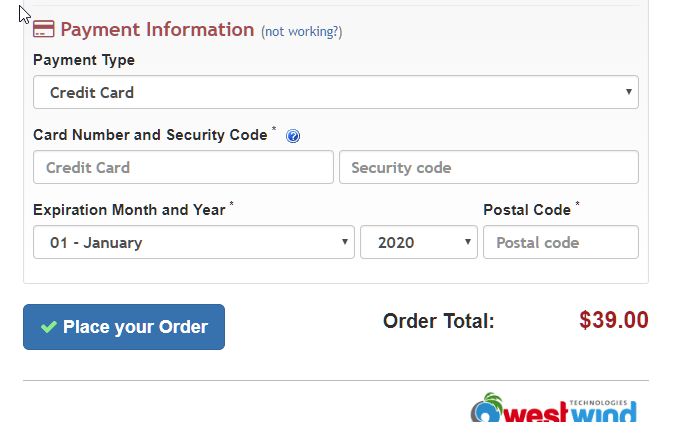 Payment Information (not working?)
Payment Type
Credit Card
Card Number and Security Code * ?
Credit Card Security code
Expiration Month and Year * Postal Code *
01 - January 2020 Postal code
Place your Order Order Total: $39.00
TECHNOLOGIES
westwind